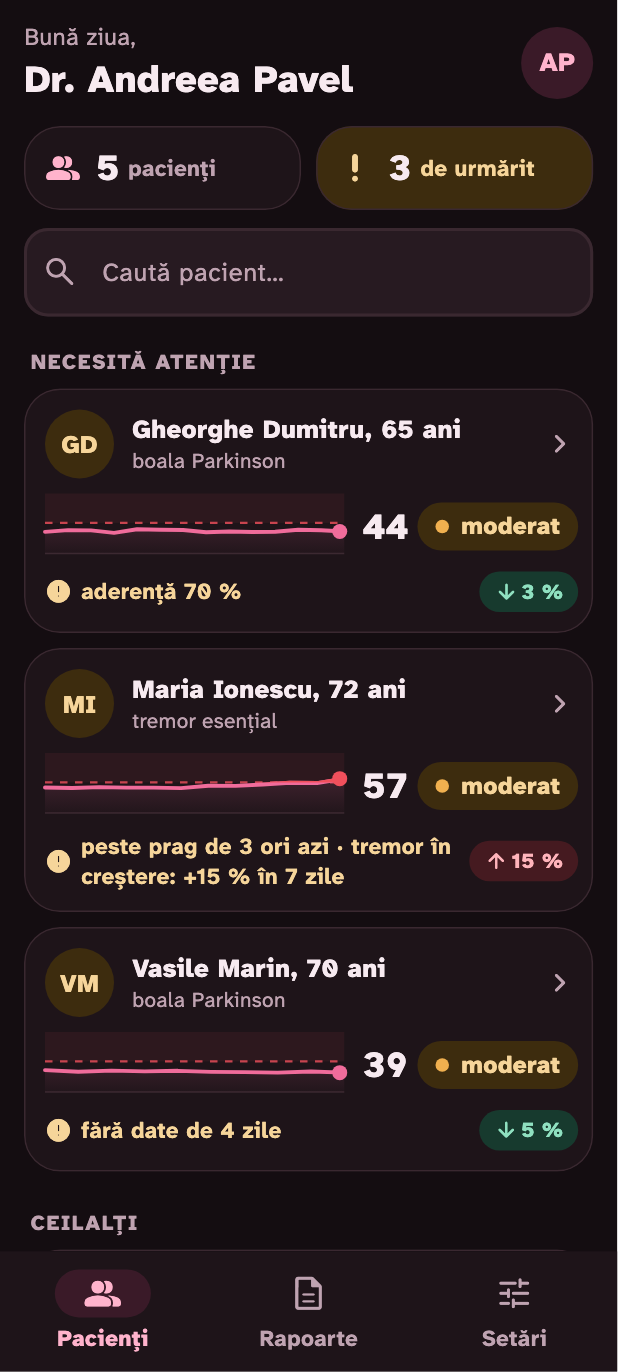 Bună ziua,
Dr. Andreea Pavel
AP
5 pacienți
3 de urmărit
Caută pacient...
NECESITĂ ATENȚIE
GD
Gheorghe Dumitru, 65 ani
boala Parkinson
44
moderat
aderență 70 %
↓ 3 %
MI
Maria Ionescu, 72 ani
tremor esențial
57
moderat
peste prag de 3 ori azi · tremor în
creștere: +15 % în 7 zile
↑ 15 %
VM
Vasile Marin, 70 ani
boala Parkinson
39
moderat
fără date de 4 zile
↓ 5 %
CEILALȚI
Pacienți
Rapoarte
Setări